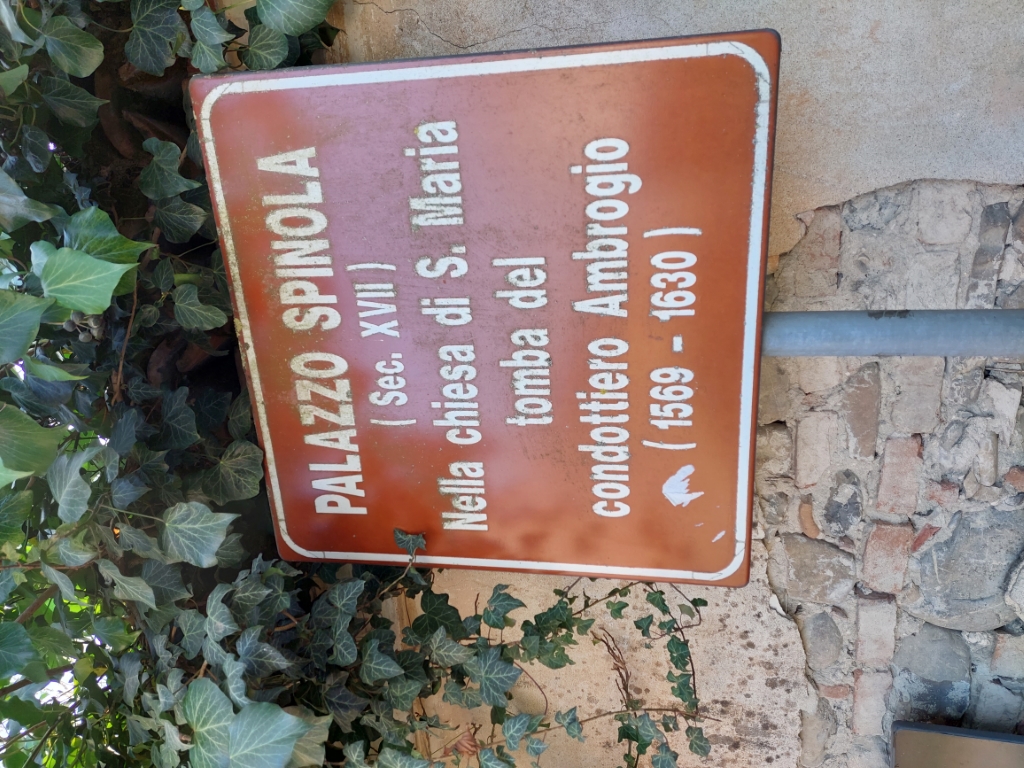 PALAZZO SPINOLA
( Sec. XVII )
Nella chiesa di S. Maria
tomba del
condottiero Ambrogio
( 1569 - 1630 )